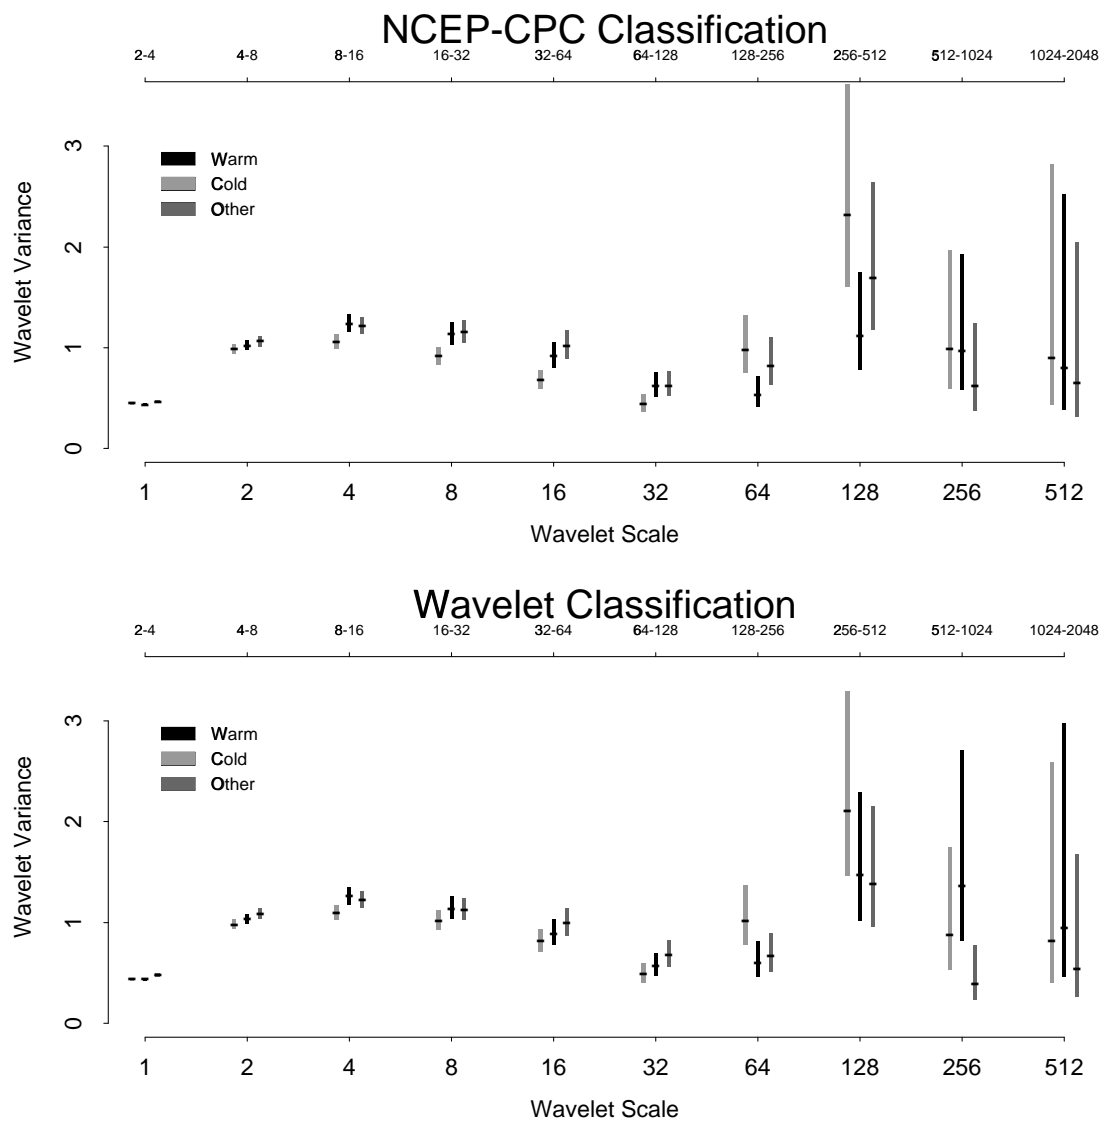 NCEP-CPC Classification
2-4 4-8 8-16 16-32 32-64 64-128 128-256 256-512 512-1024 1024-2048
3
Warm
Cold
Other
2
Wavelet Variance
1
0
1 2 4 8 16 32 64 128 256 512
Wavelet Scale
Wavelet Classification
2-4 4-8 8-16 16-32 32-64 64-128 128-256 256-512 512-1024 1024-2048
3
Warm
Cold
Other
2
Wavelet Variance
1
0
1 2 4 8 16 32 64 128 256 512
Wavelet Scale